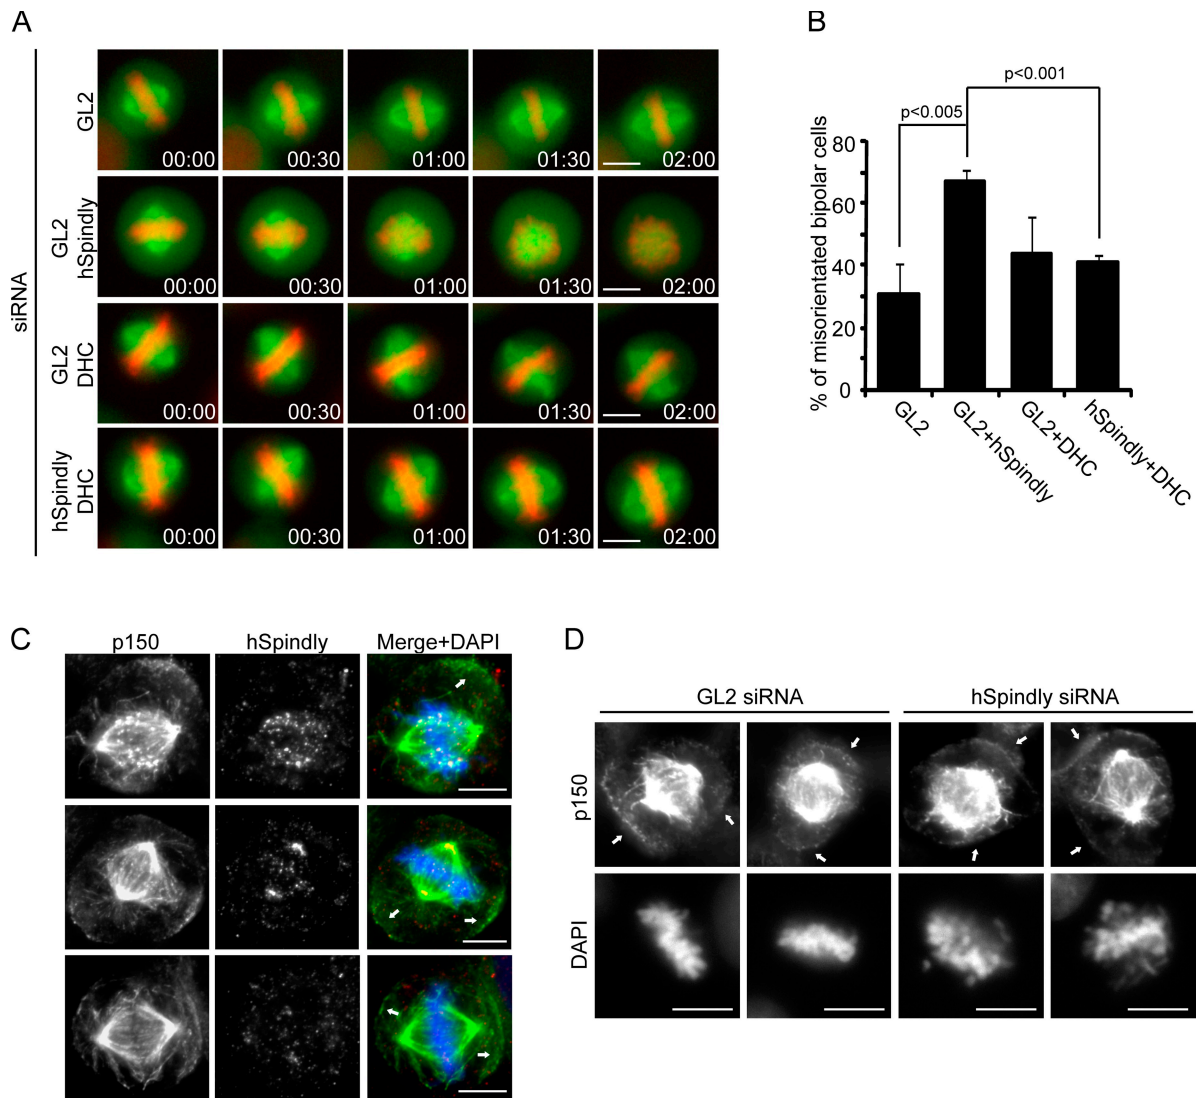 A
siRNA
GL2
00:00
00:30
01:00
01:30
02:00
GL2
hSpindly
00:00
00:30
01:00
01:30
02:00
GL2
DHC
00:00
00:30
01:00
01:30
02:00
hSpindly
DHC
00:00
00:30
01:00
01:30
02:00
B
p<0.001
p<0.005
% of misorientated bipolar cells
80
60
40
20
0
GL2
GL2+hSpindly
GL2+DHC
hSpindly+DHC
C
p150
hSpindly
Merge+DAPI
D
GL2 siRNA
hSpindly siRNA
p150
DAPI